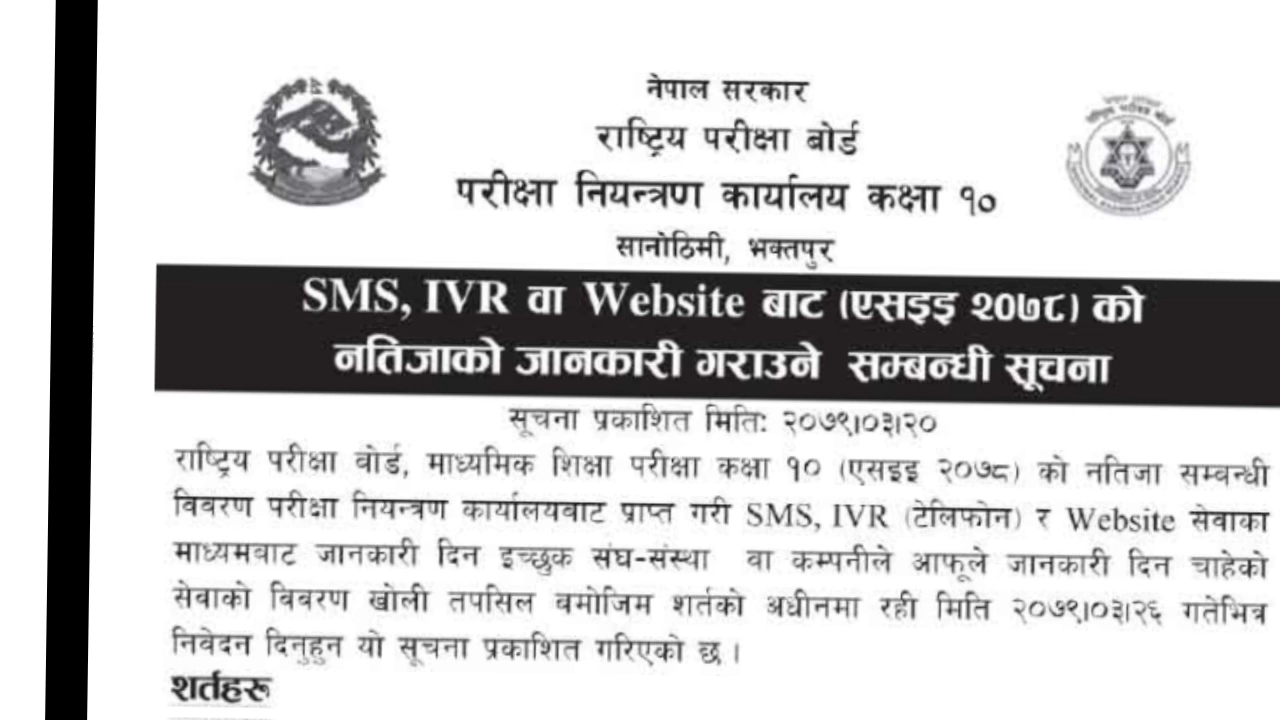 नेपाल सरकार
राष्ट्रिय परीक्षा बोर्ड
परीक्षा नियन्त्रण कार्यालय कक्षा १०
सानोठिमी, भक्तपुर
SMS, IVR वा Website बाट (एसइइ २०७८) को
नतिजाको जानकारी गराउने सम्बन्धी सूचना
सूचना प्रकाशित मिति: २०७९।०३।२०
राष्ट्रिय परीक्षा बोर्ड, माध्यमिक शिक्षा परीक्षा कक्षा १० (एसइइ २०७८) को नतिजा सम्बन्धी
विवरण परीक्षा नियन्त्रण कार्यालयबाट प्राप्त गरी SMS, IVR (टेलिफोन) र Website सेवाका
माध्यमबाट जानकारी दिन इच्छुक संघ-संस्था वा कम्पनीले आफूले जानकारी दिन चाहेको
सेवाको विवरण खोली तपसिल बमोजिम शर्तको अधीनमा रही मिति २०७९।०३।२६ गतेभित्र
निवेदन दिनुहुन यो सूचना प्रकाशित गरिएको छ ।
शर्तहरू